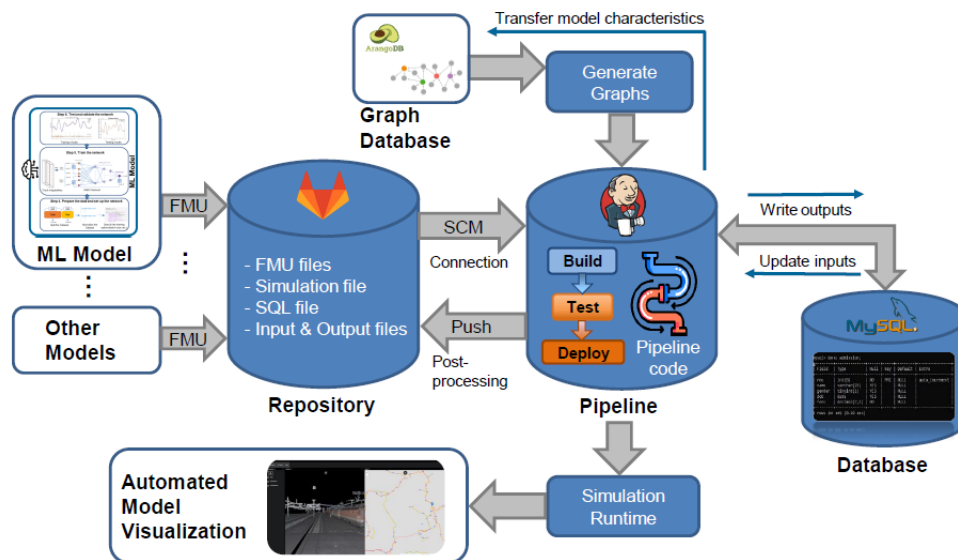 Transfer model characteristics
ArangoDB
Generate
Graphs
Graph
Database
ML Model
ML Model
FMU
- FMU files
- Simulation file
- SQL file
- Input & Output files
SCM
Connection
Build
Test
Deploy
Pipeline
code
Write outputs
Update inputs
MySQL
Other
Models
FMU
Push
Post-
processing
Repository
Pipeline
Database
Automated
Model
Visualization
Simulation
Runtime